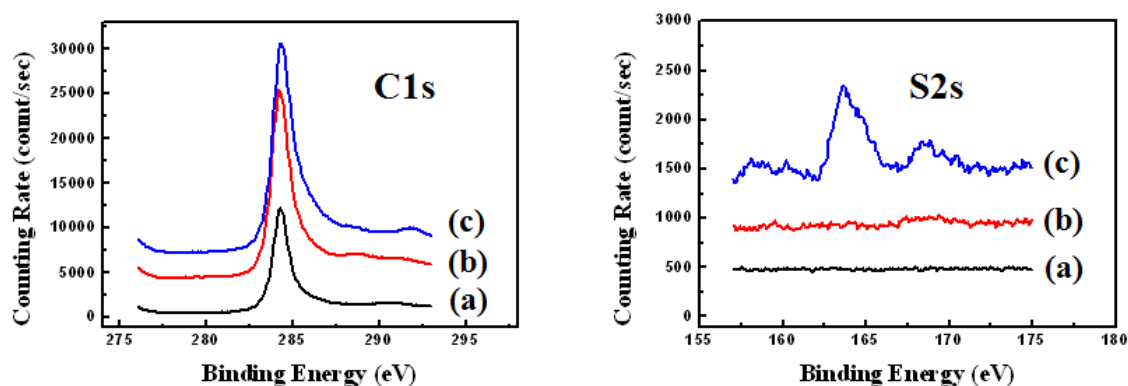 30000
25000
20000
15000
10000
5000
0
Counting Rate (count/sec)
C1s
(c)
(b)
(a)
275 280 285 290 295
Binding Energy (eV)
3000
2500
2000
1500
1000
500
0
Counting Rate (count/sec)
S2s
(c)
(b)
(a)
155 160 165 170 175 180
Binding Energy (eV)